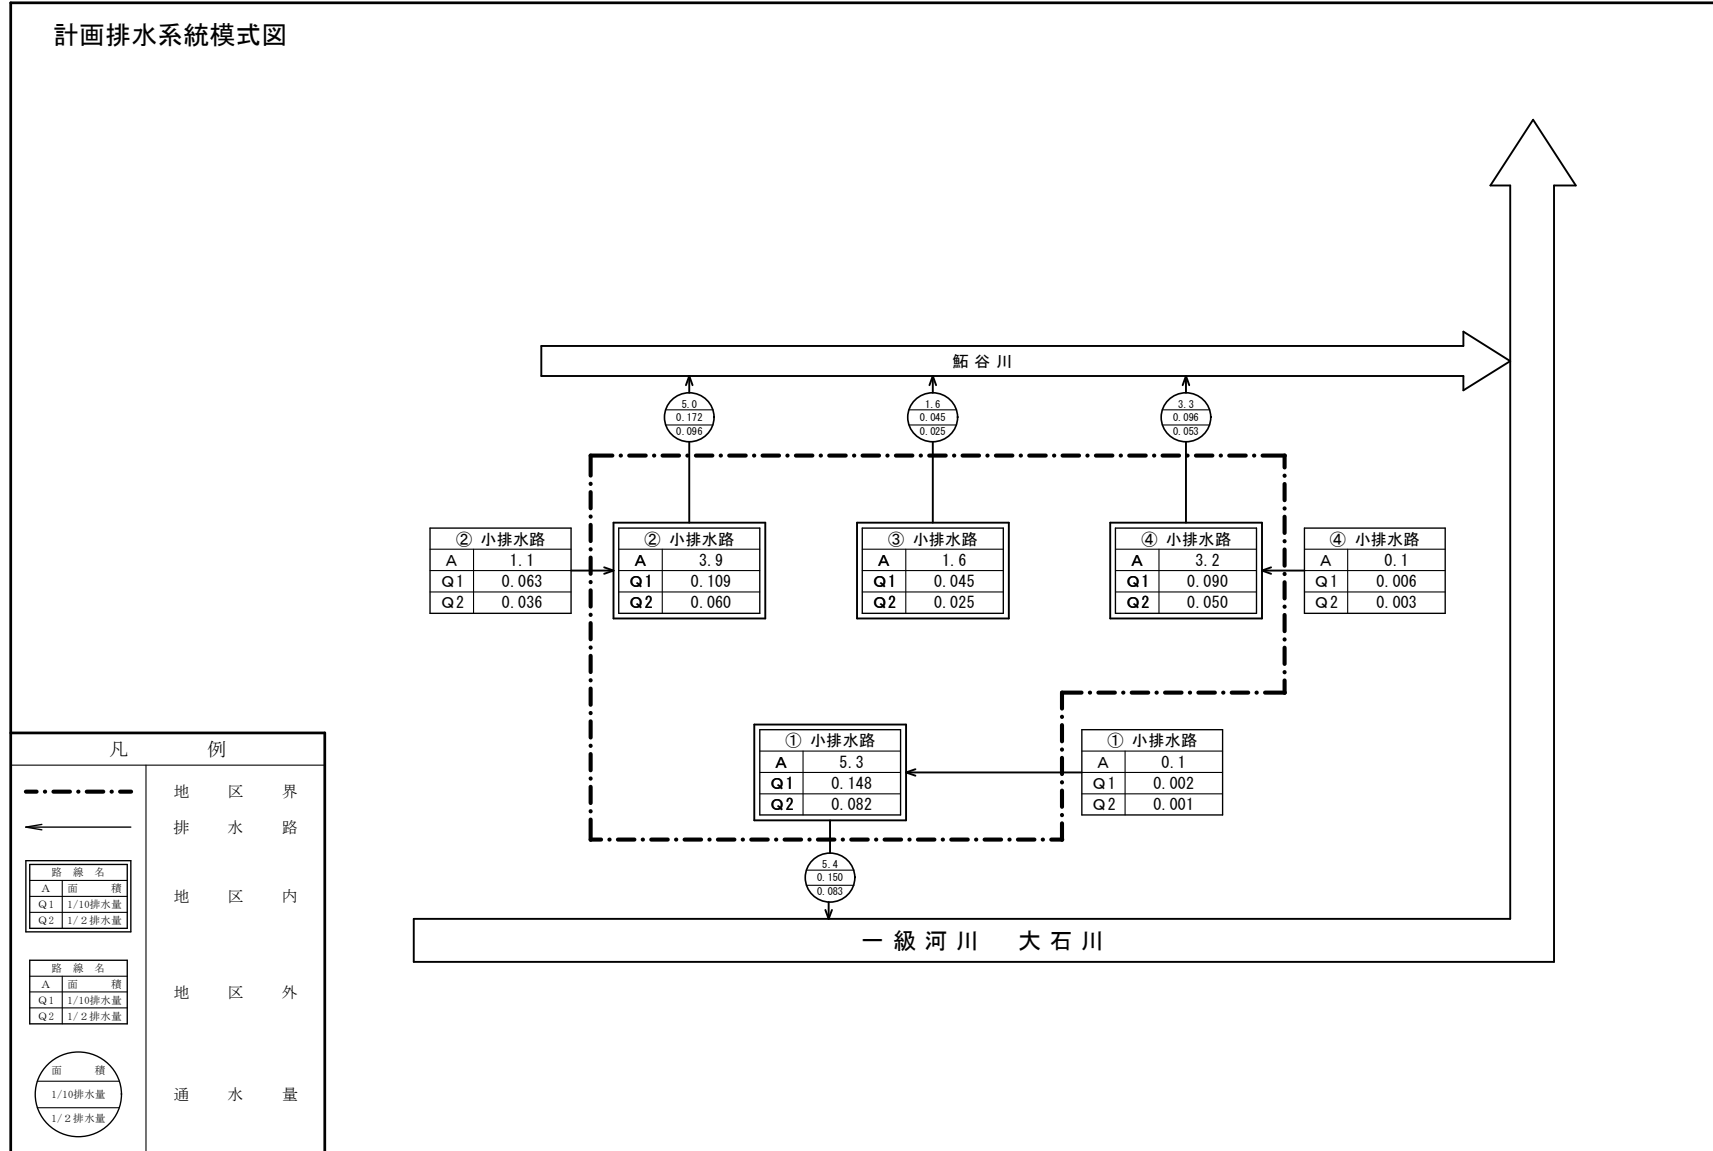 計画排水系統模式図
鮖谷川
5.0
0.172
0.096
1.6
0.045
0.025
3.3
0.096
0.053
② 小排水路
A 1.1
Q1 0.063
Q2 0.036
② 小排水路
A 3.9
Q1 0.109
Q2 0.060
③ 小排水路
A 1.6
Q1 0.045
Q2 0.025
④ 小排水路
A 3.2
Q1 0.090
Q2 0.050
④ 小排水路
A 0.1
Q1 0.006
Q2 0.003
① 小排水路
A 5.3
Q1 0.148
Q2 0.082
① 小排水路
A 0.1
Q1 0.002
Q2 0.001
5.4
0.150
0.083
一級河川 大石川
凡例
地区界
排水路
路線名
A 面積
Q1 1/10排水量
Q2 1/2排水量
地区内
路線名
A 面積
Q1 1/10排水量
Q2 1/2排水量
地区外
面積
1/10排水量
1/2排水量
通水量